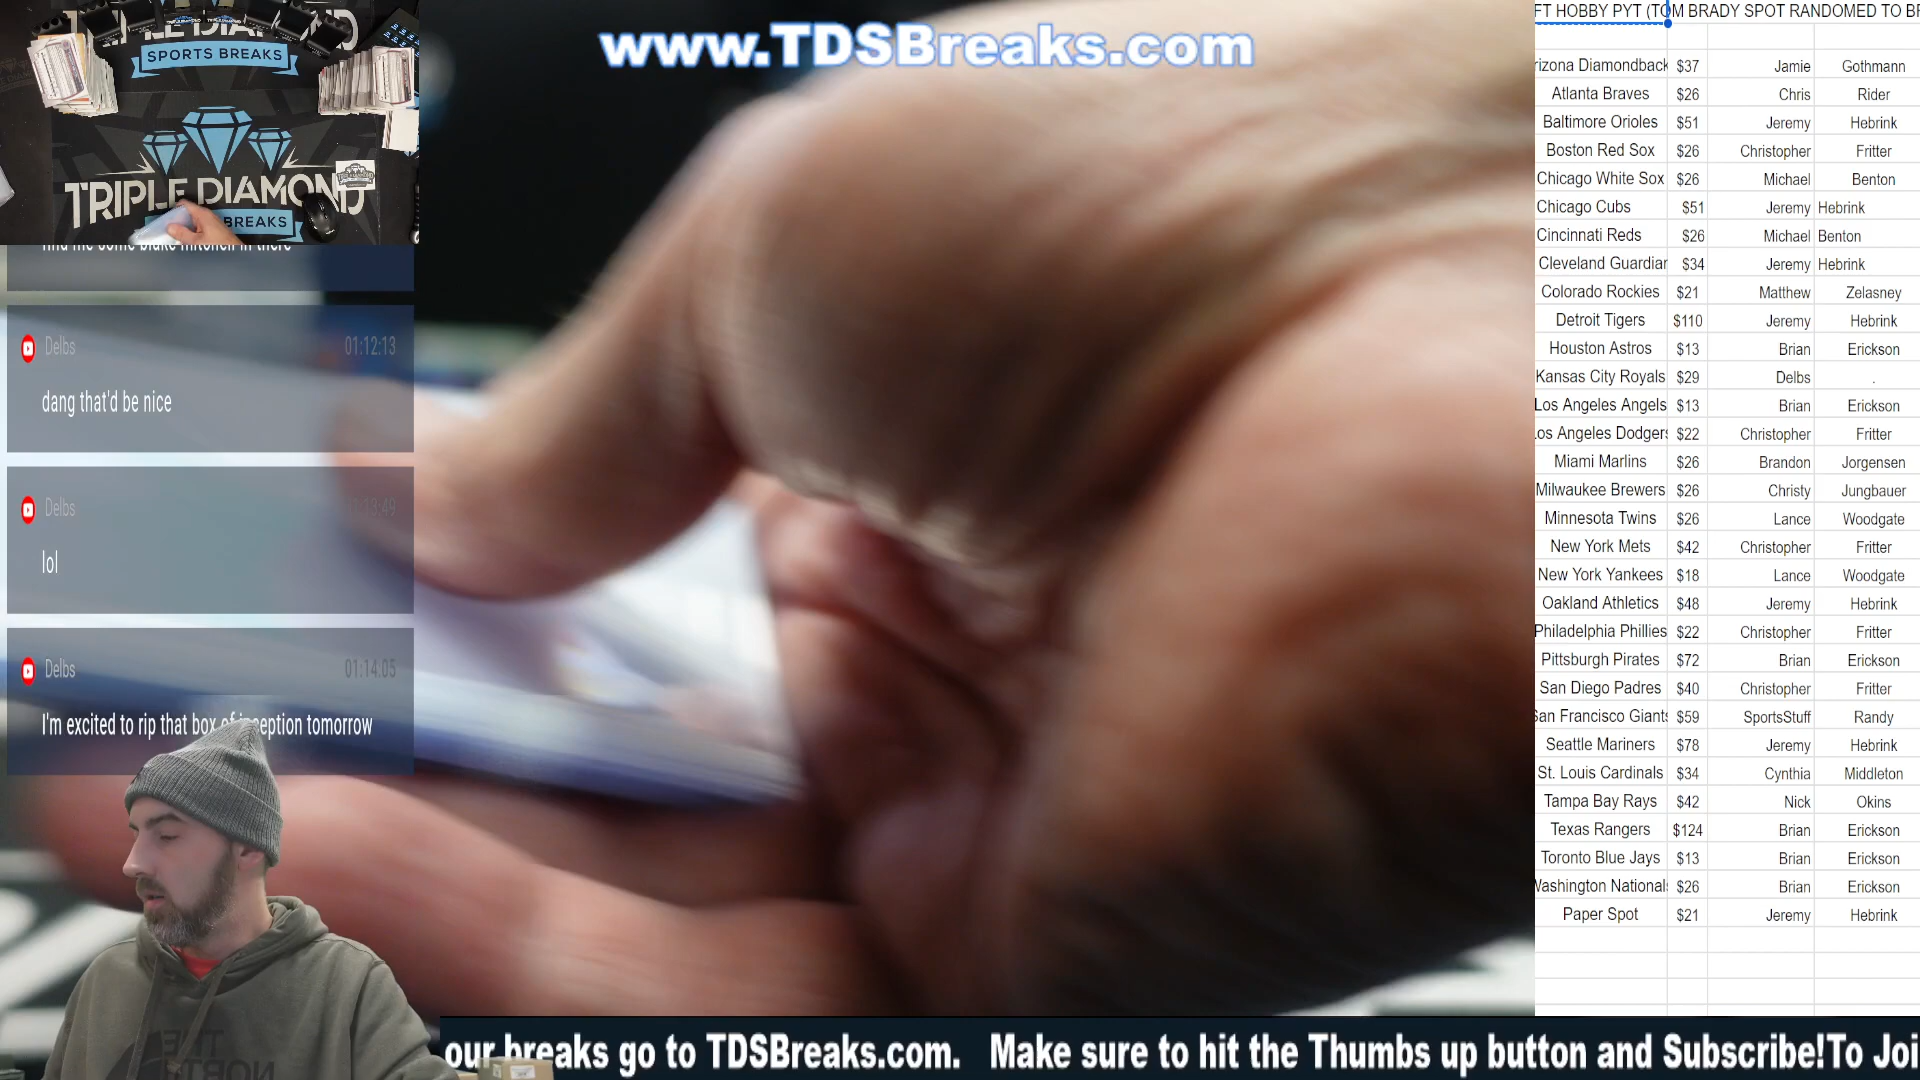 www.TDSBreaks.com
SPORTS BREAKS
TRIPLE DIAMOND
BREAKS
Delbs 01:12:13
dang that'd be nice
Delbs
lol
Delbs 01:14:05
I'm excited to rip that box of inception tomorrow
FT HOBBY PYT (TOM BRADY SPOT RANDOMED TO B
rizona Diamondback $37 Jamie Gothmann
Atlanta Braves $26 Chris Rider
Baltimore Orioles $51 Jeremy Hebrink
Boston Red Sox $26 Christopher Fritter
Chicago White Sox $26 Michael Benton
Chicago Cubs $51 Jeremy Hebrink
Cincinnati Reds $26 Michael Benton
Cleveland Guardian $34 Jeremy Hebrink
Colorado Rockies $21 Matthew Zelasney
Detroit Tigers $110 Jeremy Hebrink
Houston Astros $13 Brian Erickson
Kansas City Royals $29 Delbs .
Los Angeles Angels $13 Brian Erickson
Los Angeles Dodgers $22 Christopher Fritter
Miami Marlins $26 Brandon Jorgensen
Milwaukee Brewers $26 Christy Jungbauer
Minnesota Twins $26 Lance Woodgate
New York Mets $42 Christopher Fritter
New York Yankees $18 Lance Woodgate
Oakland Athletics $48 Jeremy Hebrink
Philadelphia Phillies $22 Christopher Fritter
Pittsburgh Pirates $72 Brian Erickson
San Diego Padres $40 Christopher Fritter
San Francisco Giants $59 SportsStuff Randy
Seattle Mariners $78 Jeremy Hebrink
St. Louis Cardinals $34 Cynthia Middleton
Tampa Bay Rays $42 Nick Okins
Texas Rangers $124 Brian Erickson
Toronto Blue Jays $13 Brian Erickson
Washington Nationals $26 Brian Erickson
Paper Spot $21 Jeremy Hebrink
THE
NORTH
our breaks go to TDSBreaks.com. Make sure to hit the Thumbs up button and Subscribe!To Joi